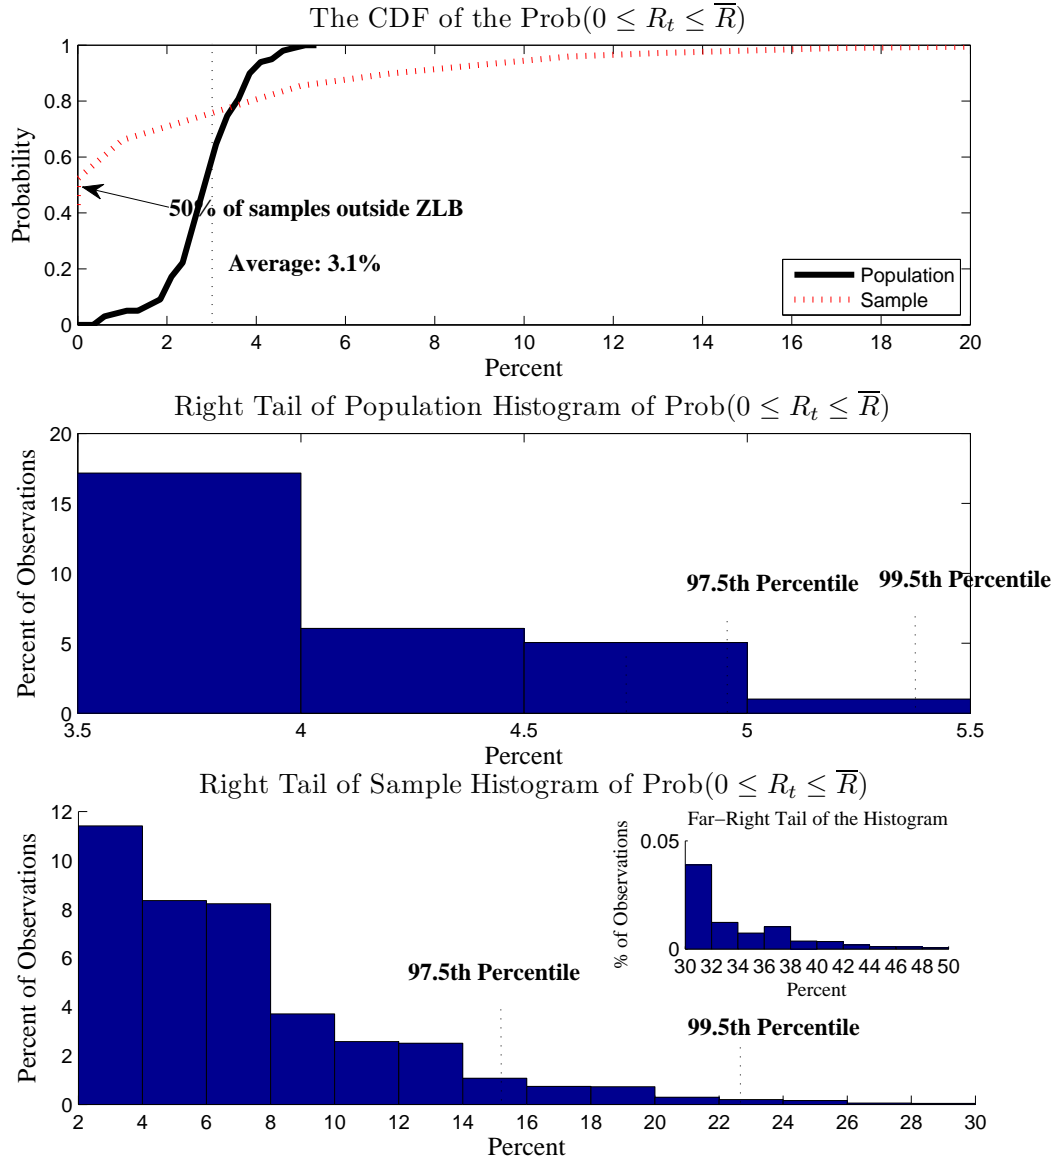 The CDF of the Prob(0 ≤ R_t ≤ R̅)
1
0.8
0.6
0.4
0.2
0
Probability
50% of samples outside ZLB
Average: 3.1%
Population
Sample
0 2 4 6 8 10 12 14 16 18 20
Percent
Right Tail of Population Histogram of Prob(0 ≤ R_t ≤ R̅)
20
15
10
5
0
Percent of Observations
97.5th Percentile
99.5th Percentile
3.5 4 4.5 5 5.5
Percent
Right Tail of Sample Histogram of Prob(0 ≤ R_t ≤ R̅)
12
10
8
6
4
2
0
Percent of Observations
97.5th Percentile
99.5th Percentile
2 4 6 8 10 12 14 16 18 20 22 24 26 28 30
Percent
Far−Right Tail of the Histogram
0.05
0
% of Observations
30 32 34 36 38 40 42 44 46 48 50
Percent